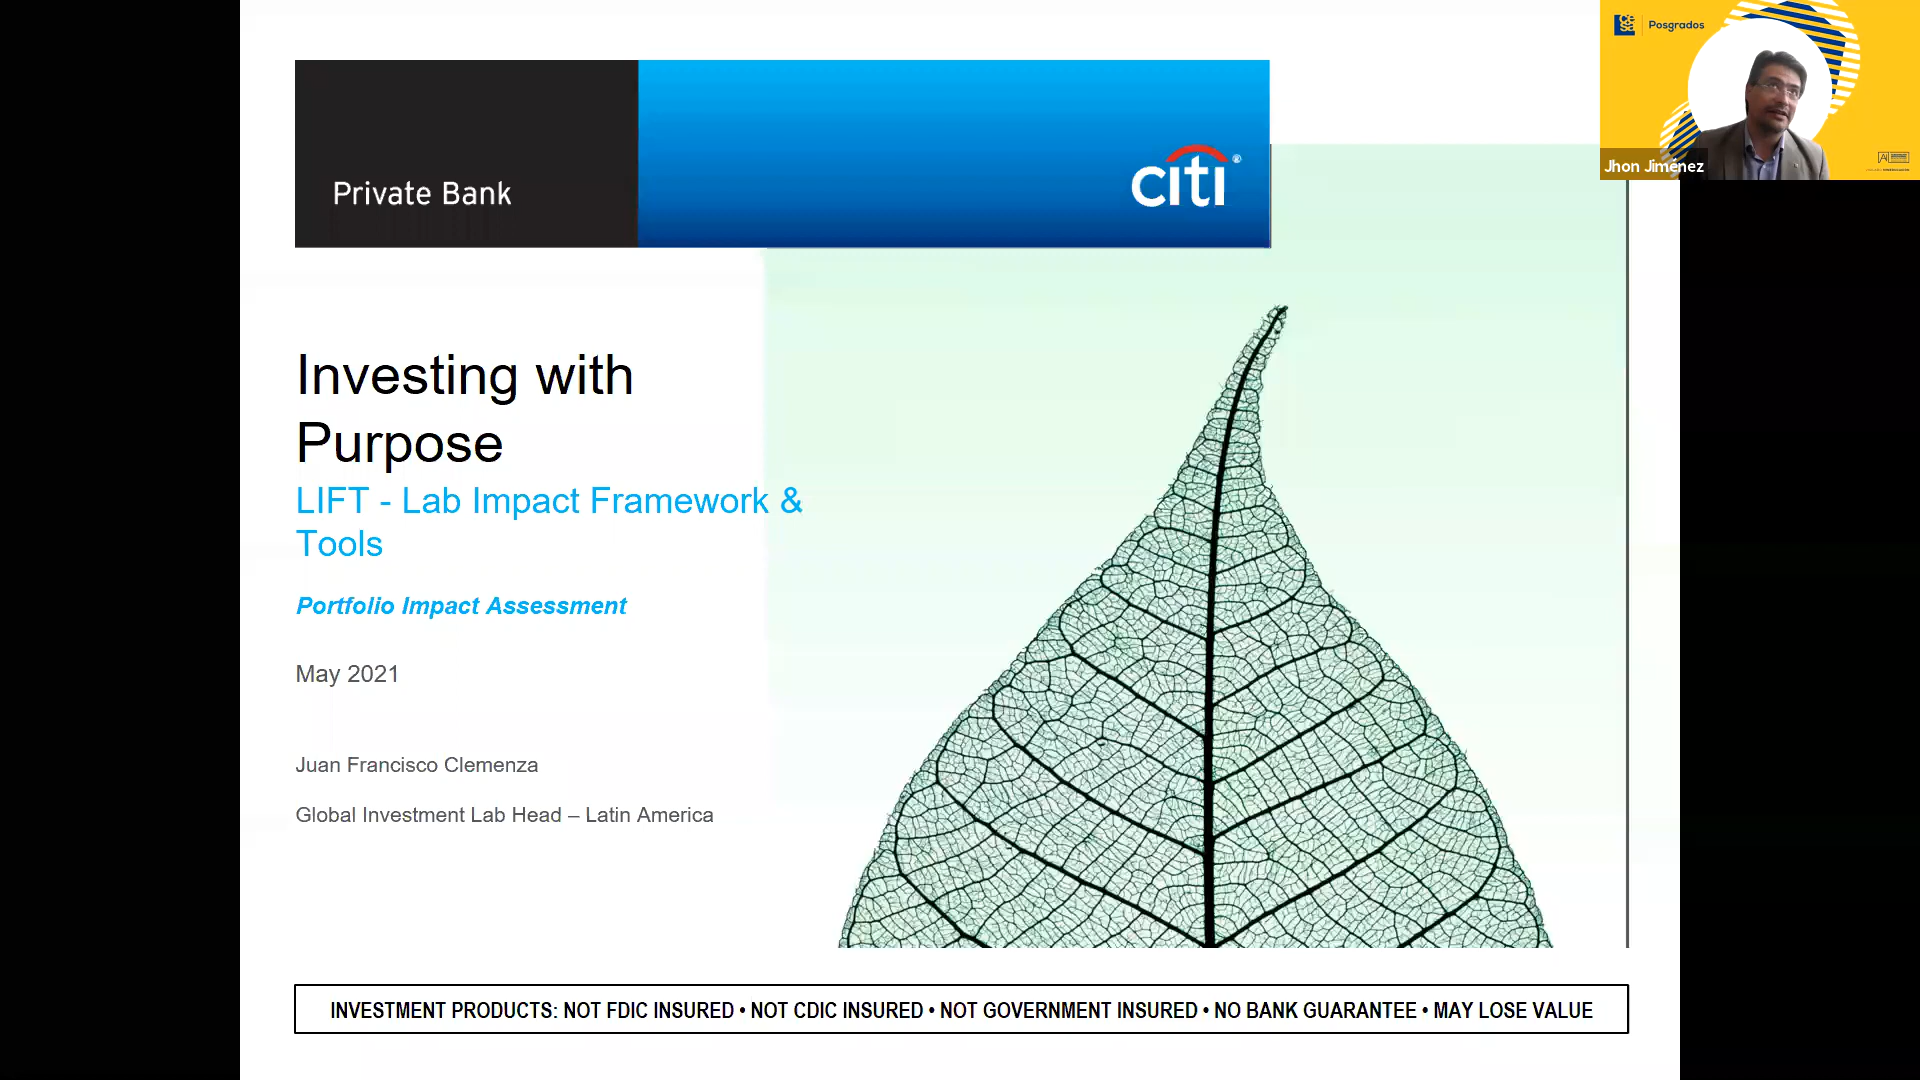 Private Bank
citi®
Investing with
Purpose
LIFT - Lab Impact Framework &
Tools
Portfolio Impact Assessment
May 2021
Juan Francisco Clemenza
Global Investment Lab Head – Latin America
INVESTMENT PRODUCTS: NOT FDIC INSURED • NOT CDIC INSURED • NOT GOVERNMENT INSURED • NO BANK GUARANTEE • MAY LOSE VALUE
cesa
Posgrados
Jhon Jiménez